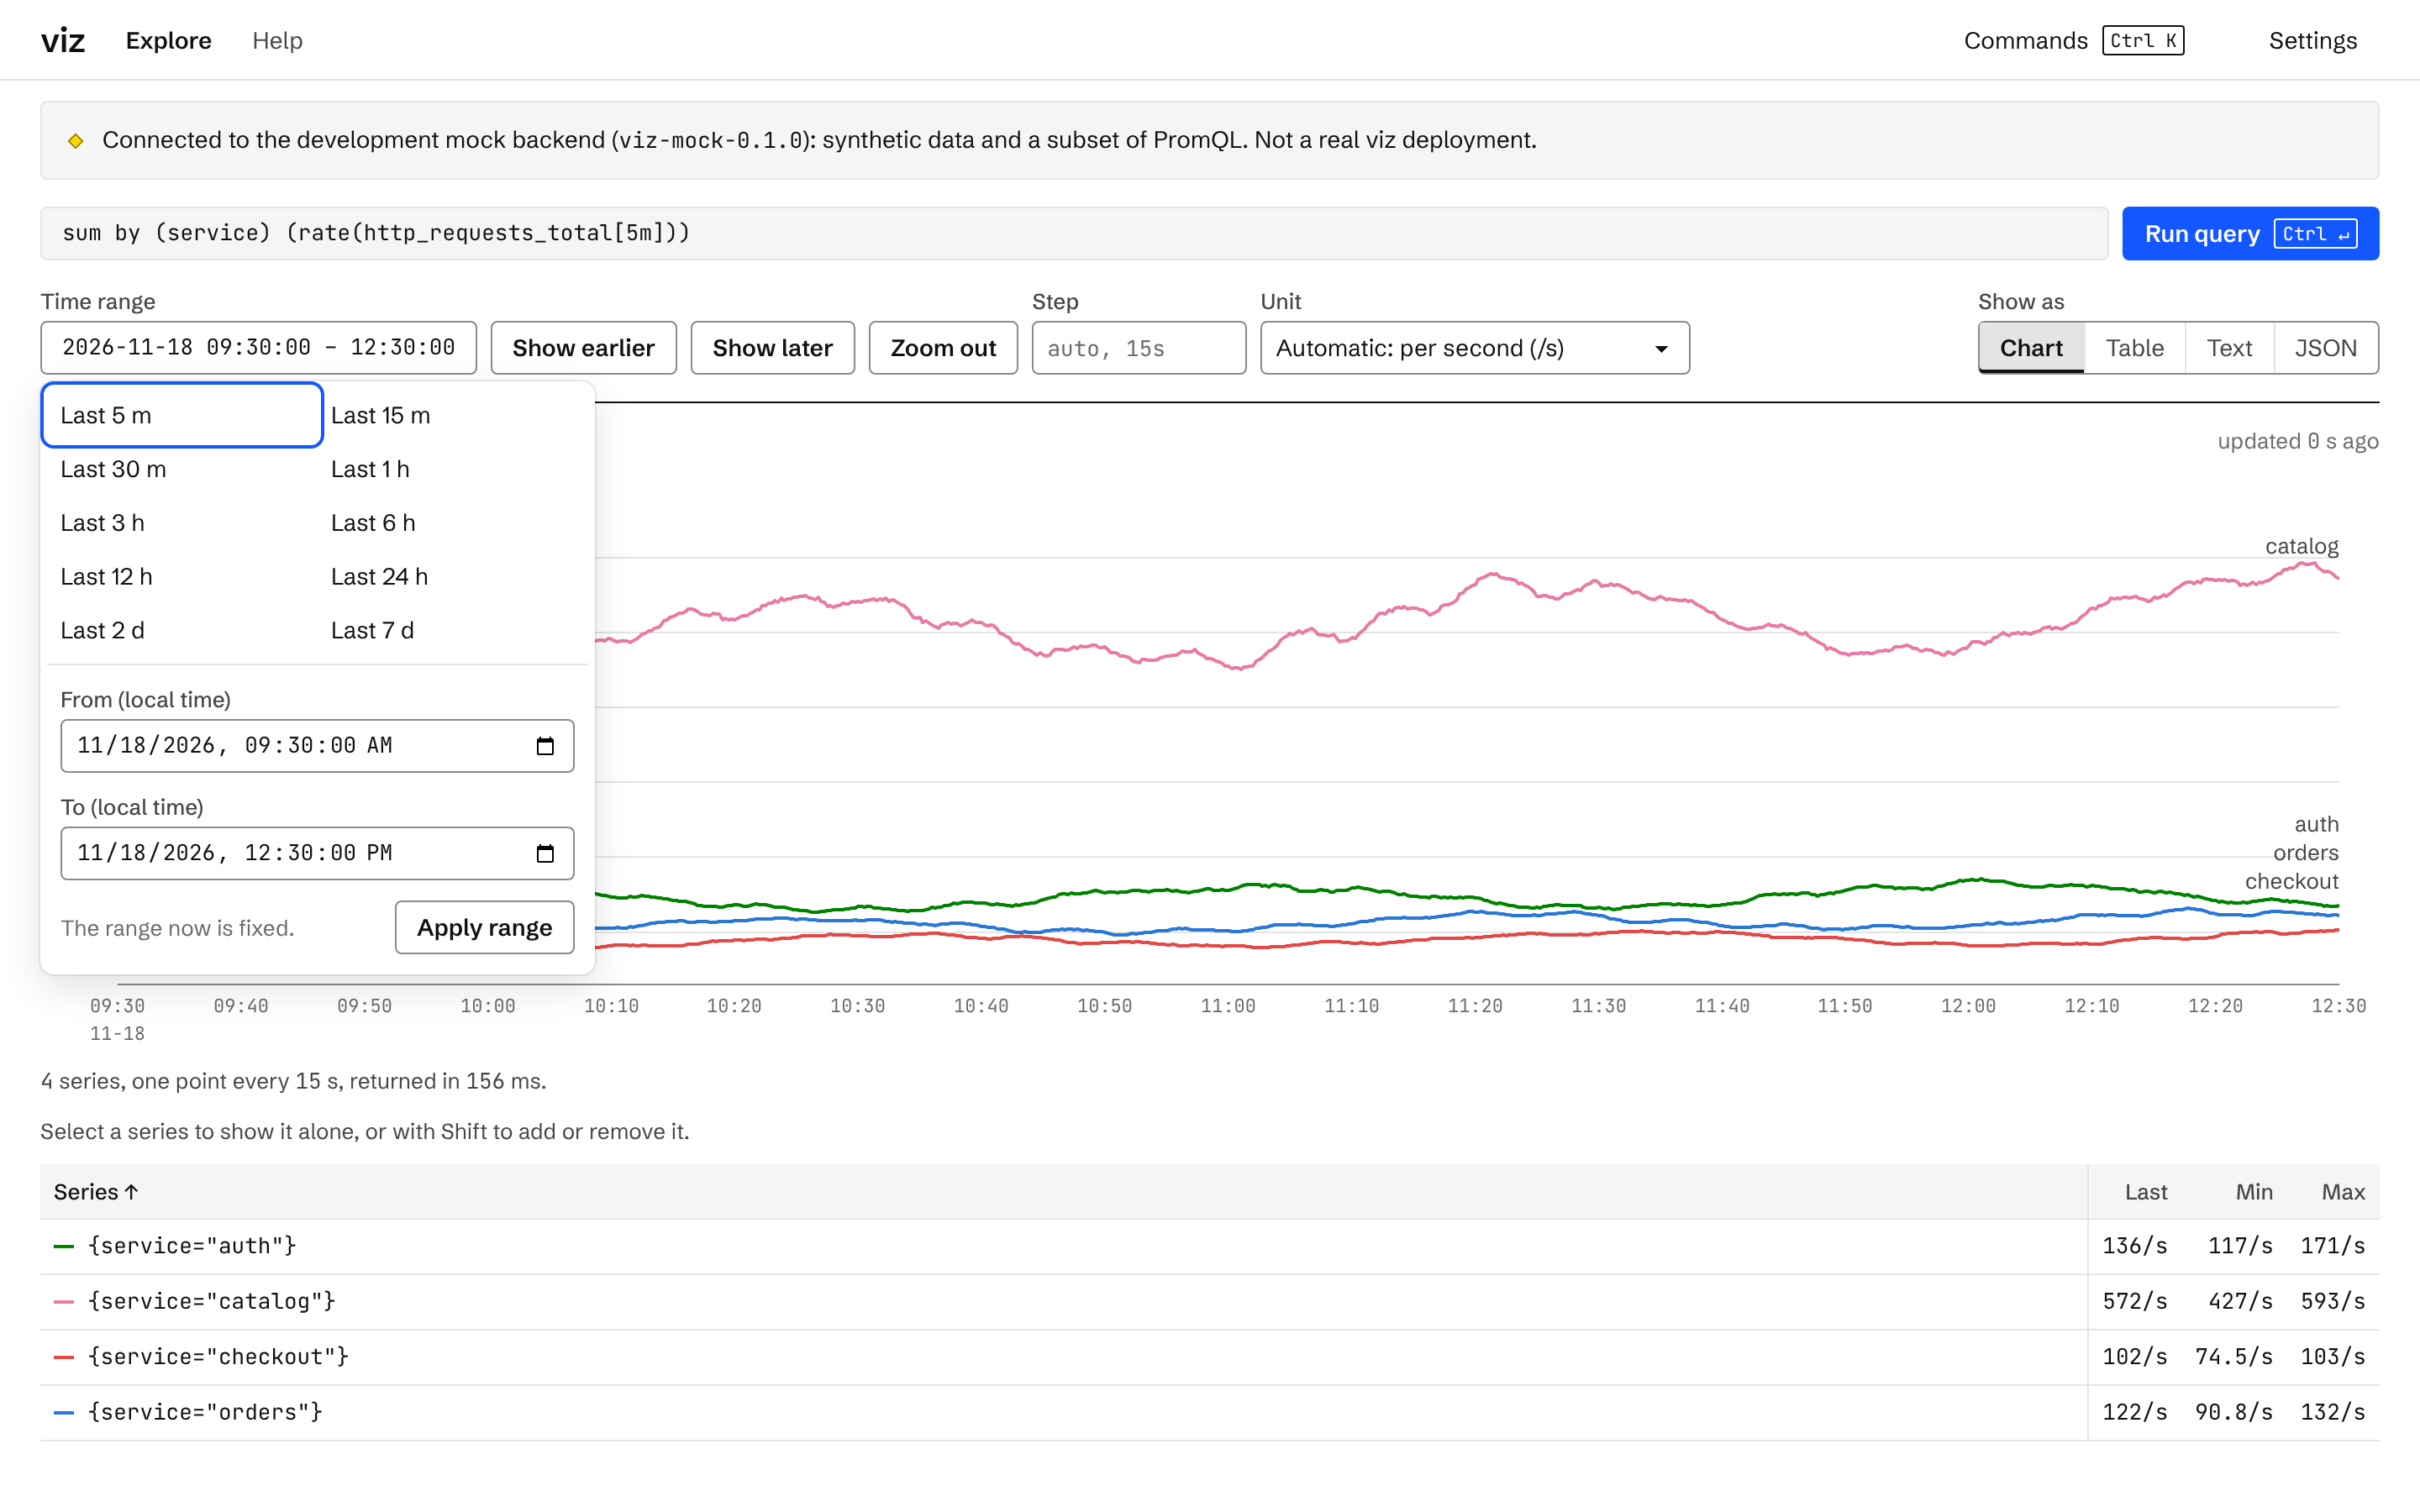 viz Explore Help Commands Ctrl K Settings
Connected to the development mock backend (viz-mock-0.1.0): synthetic data and a subset of PromQL. Not a real viz deployment.
sum by (service) (rate(http_requests_total[5m])) Run query Ctrl ↵
Time range Step Unit Show as
2026-11-18 09:30:00 – 12:30:00 Show earlier Show later Zoom out auto, 15s Automatic: per second (/s) Chart Table Text JSON
Last 5 m Last 15 m
updated 0 s ago
Last 30 m Last 1 h
Last 3 h Last 6 h
catalog
Last 12 h Last 24 h
Last 2 d Last 7 d
From (local time)
11/18/2026, 09:30:00 AM
To (local time)
auth
11/18/2026, 12:30:00 PM
orders
checkout
The range now is fixed. Apply range
09:30 09:40 09:50 10:00 10:10 10:20 10:30 10:40 10:50 11:00 11:10 11:20 11:30 11:40 11:50 12:00 12:10 12:20 12:30
11-18
4 series, one point every 15 s, returned in 156 ms.
Select a series to show it alone, or with Shift to add or remove it.
Series ↑ Last Min Max
{service="auth"} 136/s 117/s 171/s
{service="catalog"} 572/s 427/s 593/s
{service="checkout"} 102/s 74.5/s 103/s
{service="orders"} 122/s 90.8/s 132/s